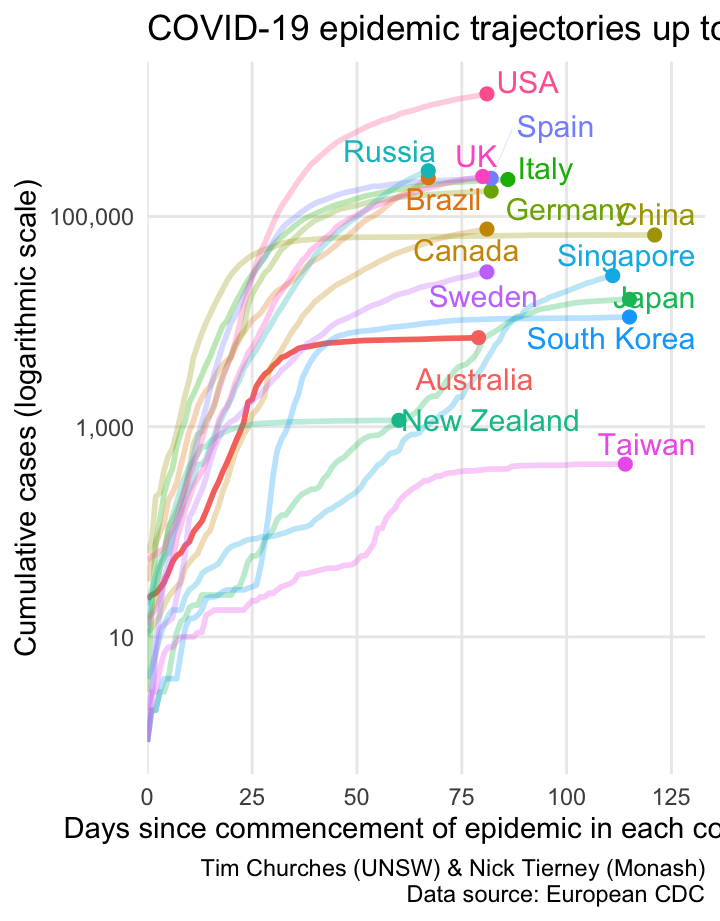 COVID-19 epidemic trajectories up to
USA
Spain
Russia
UK
Italy
Brazil
Germany
China
100,000
Canada
Singapore
Sweden
Japan
South Korea
Australia
New Zealand
1,000
Taiwan
10
Cumulative cases (logarithmic scale)
0 25 50 75 100 125
Days since commencement of epidemic in each co
Tim Churches (UNSW) & Nick Tierney (Monash)
Data source: European CDC